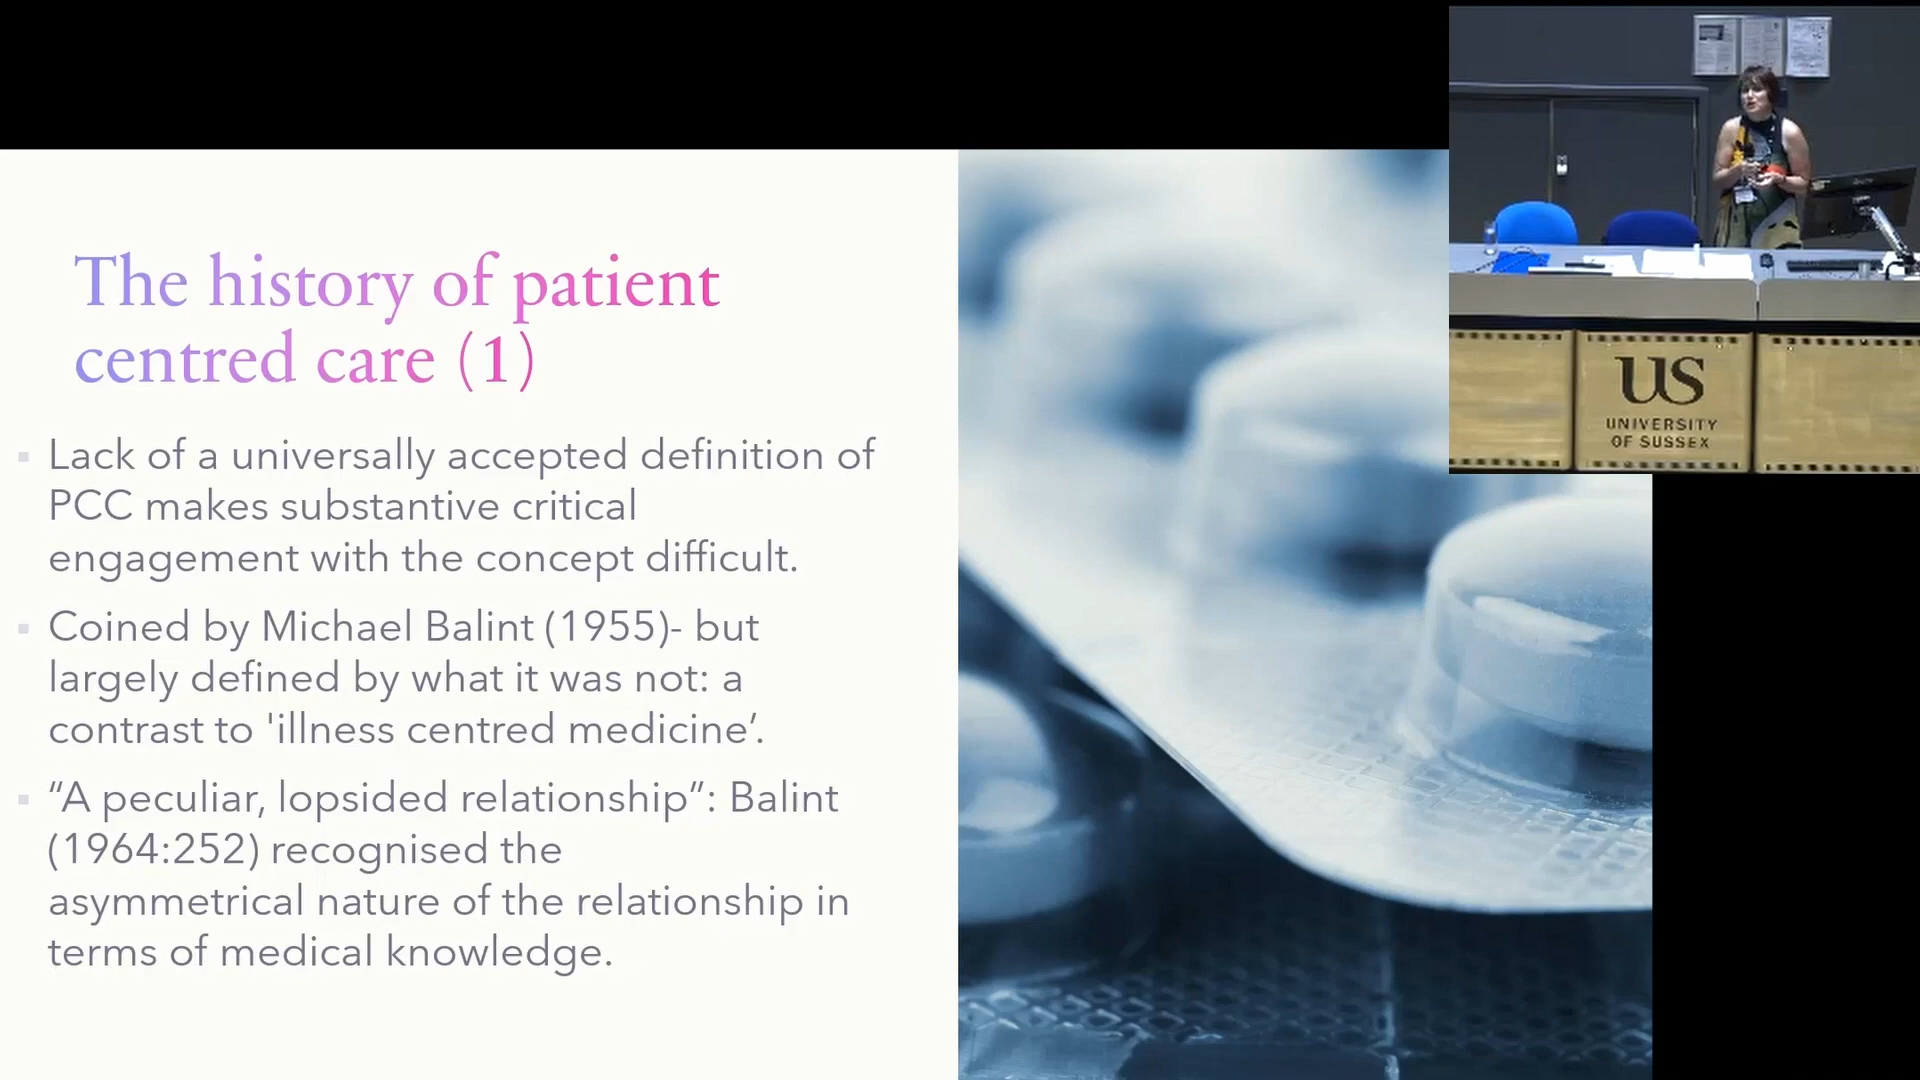 The history of patient
centred care (1)
Lack of a universally accepted definition of
PCC makes substantive critical
engagement with the concept difficult.
Coined by Michael Balint (1955)- but
largely defined by what it was not: a
contrast to 'illness centred medicine’.
“A peculiar, lopsided relationship”: Balint
(1964:252) recognised the
asymmetrical nature of the relationship in
terms of medical knowledge.
US
UNIVERSITY
OF SUSSEX